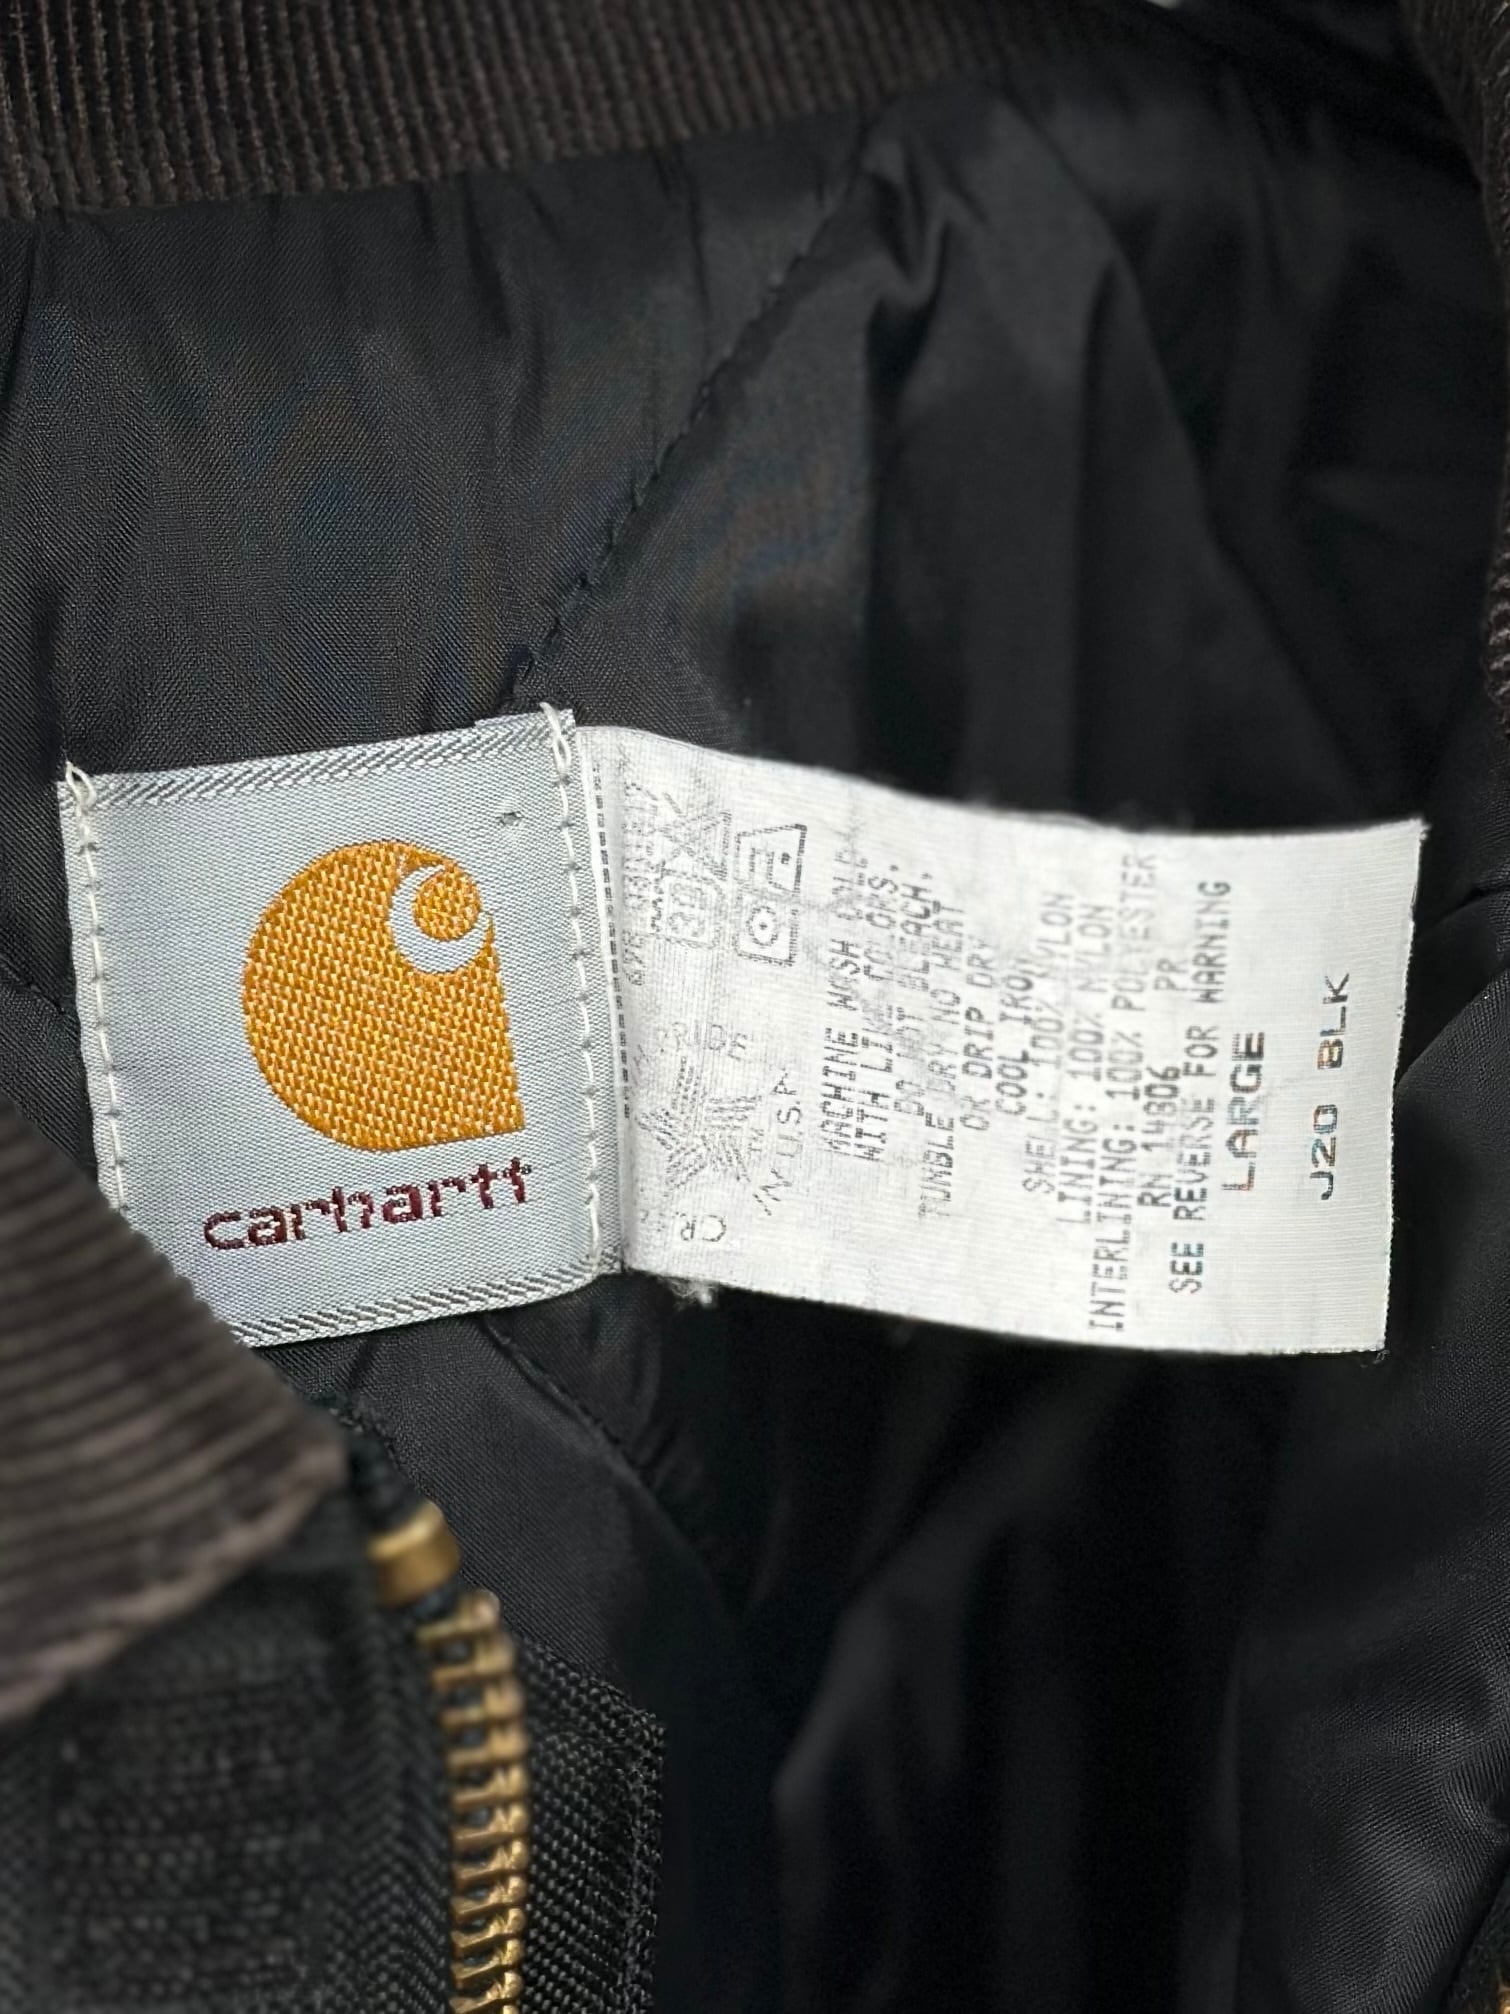 carhartt
MACHINE WASH COLD
WITH LIKE COLORS.
DO NOT BLEACH.
TUMBLE DRY NO HEAT
OR DRIP DRY
COOL IRON
SHELL: 100% NYLON
LINING: 100% NYLON
INTERLINING: 100% POLYESTER
RN 14806 PR
SEE REVERSE FOR WARNING
LARGE
J20 BLK